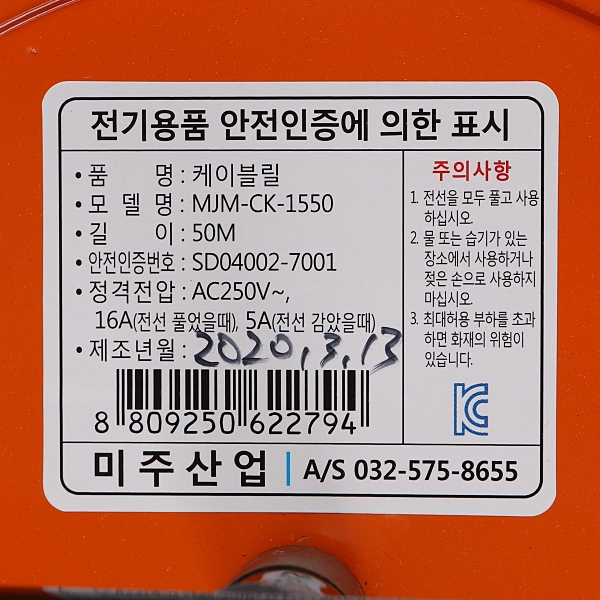 전기용품 안전인증에 의한 표시
• 품 명 : 케이블릴
• 모 델 명 : MJM-CK-1550
• 길 이 : 50M
• 안전인증번호 : SD04002-7001
• 정격전압 : AC250V~,
16A(전선 풀었을때), 5A(전선 감았을때)
• 제조년월 : 2020, 3, 13
8 809250 622794
주의사항
1. 전선을 모두 풀고 사용
하십시오.
2. 물 또는 습기가 있는
장소에서 사용하거나
젖은 손으로 사용하지
마십시오.
3. 최대허용 부하를 초과
하면 화재의 위험이
있습니다.
KC
미주산업 | A/S 032-575-8655